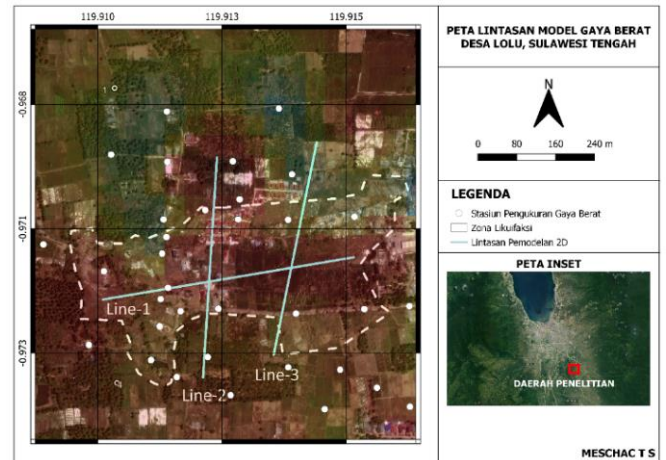 119.910 119.913 119.915
-0.968
-0.971
-0.973
Line-1
Line-2
Line-3
PETA LINTASAN MODEL GAYA BERAT
DESA LOLU, SULAWESI TENGAH
N
0 80 160 240 m
LEGENDA
Stasiun Pengukuran Gaya Berat
Zona Likuifaksi
Lintasan Pemodelan 2D
PETA INSET
DAERAH PENELITIAN
MESCHAC T S